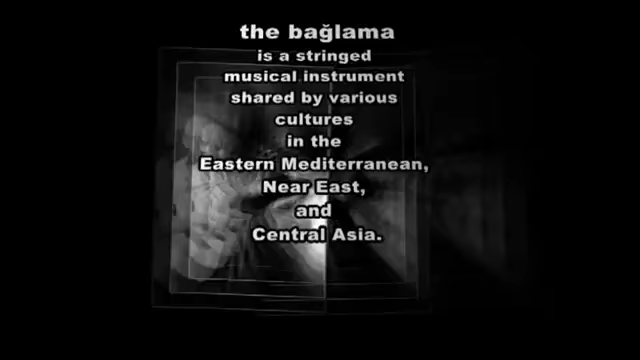 the bağlama
is a stringed
musical instrument
shared by various
cultures
in the
Eastern Mediterranean,
Near East,
and
Central Asia.